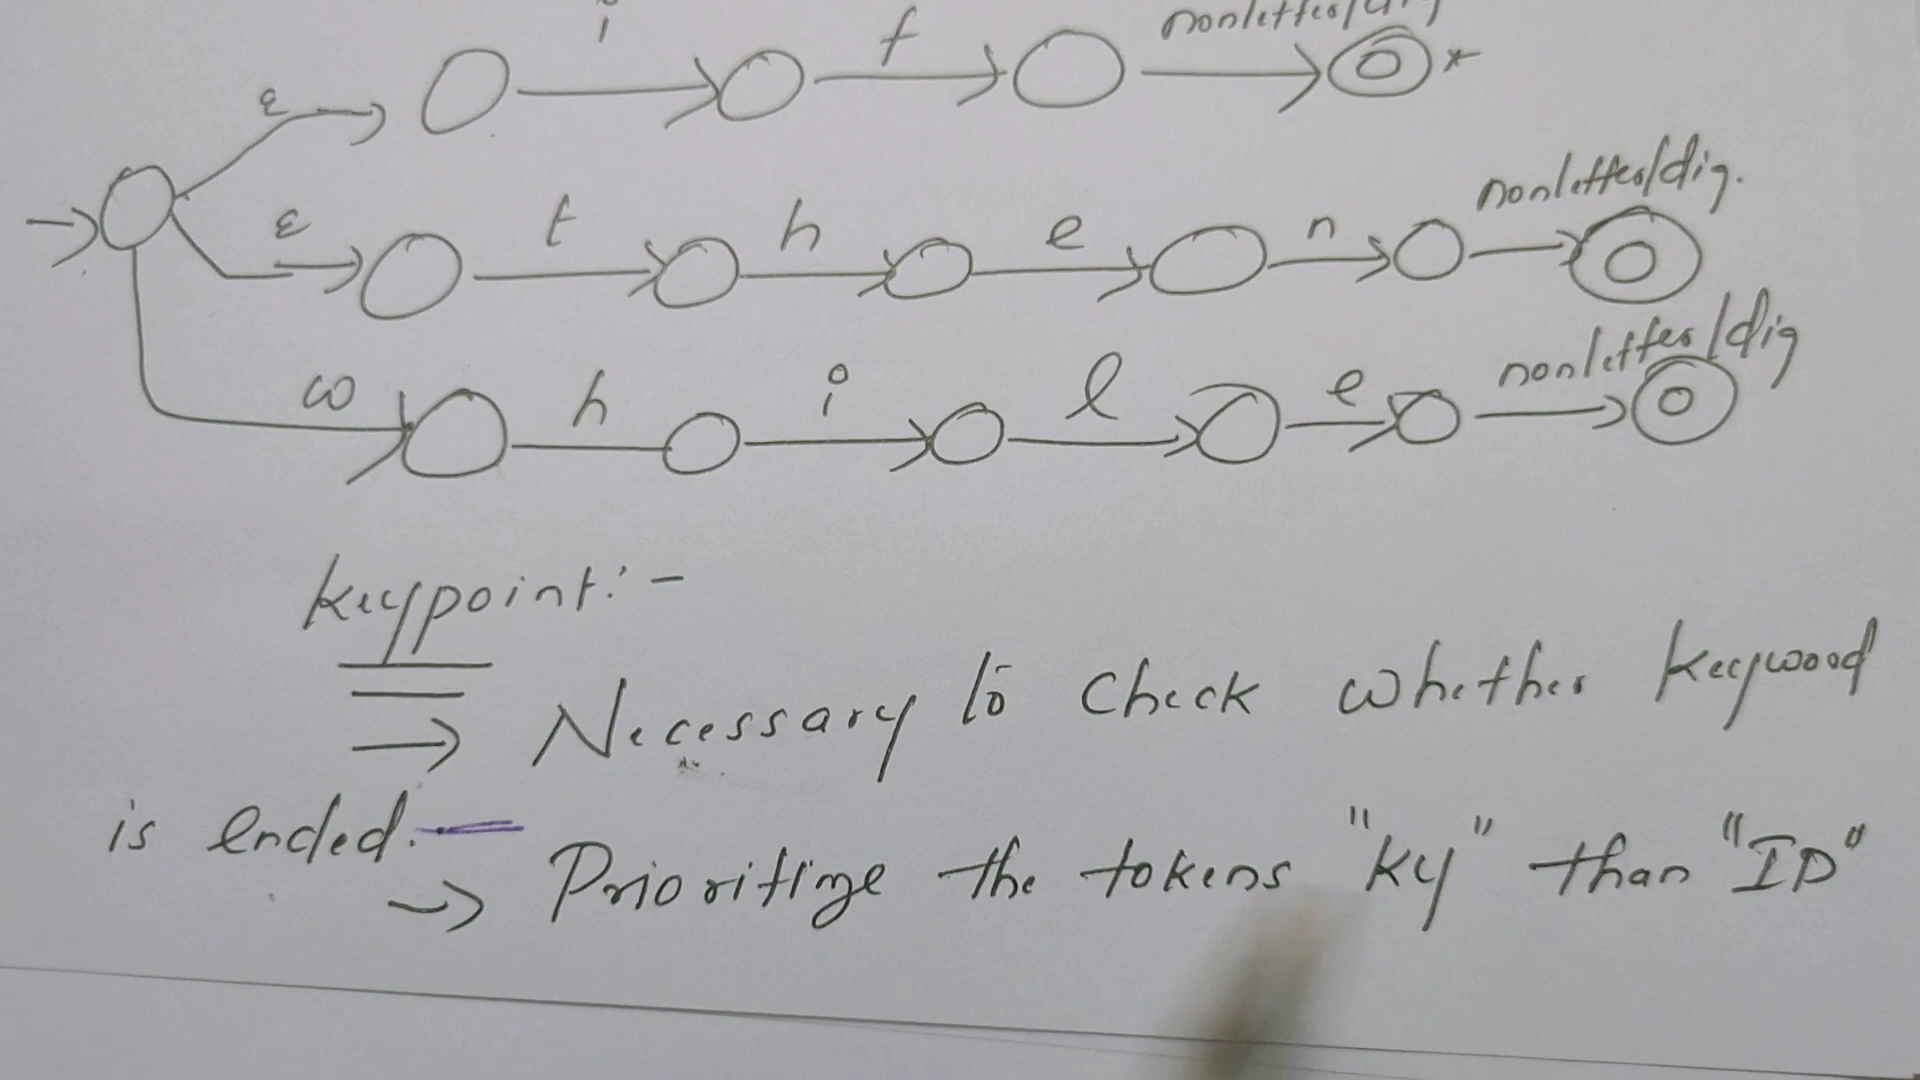 i f nonletter/dig
ε
ε t h e n nonletter/dig.
w h i l e nonletter/dig
*
Keypoint:-
→ Necessary to check whether keyword
is ended.—
→ Prioritize the tokens "Ky" than "ID"